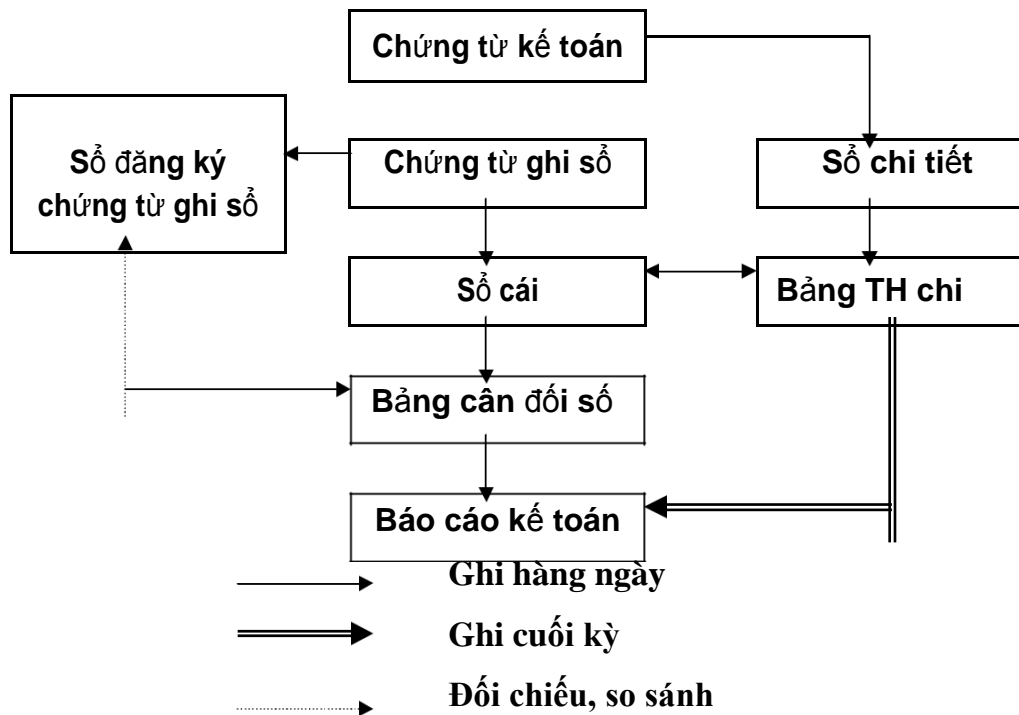 Chứng từ kế toán
Sổ đăng ký
chứng từ ghi sổ
Chứng từ ghi sổ
Sổ chi tiết
Sổ cái
Bảng TH chi
Bảng cân đối số
Báo cáo kế toán
Ghi hàng ngày
Ghi cuối kỳ
Đối chiếu, so sánh